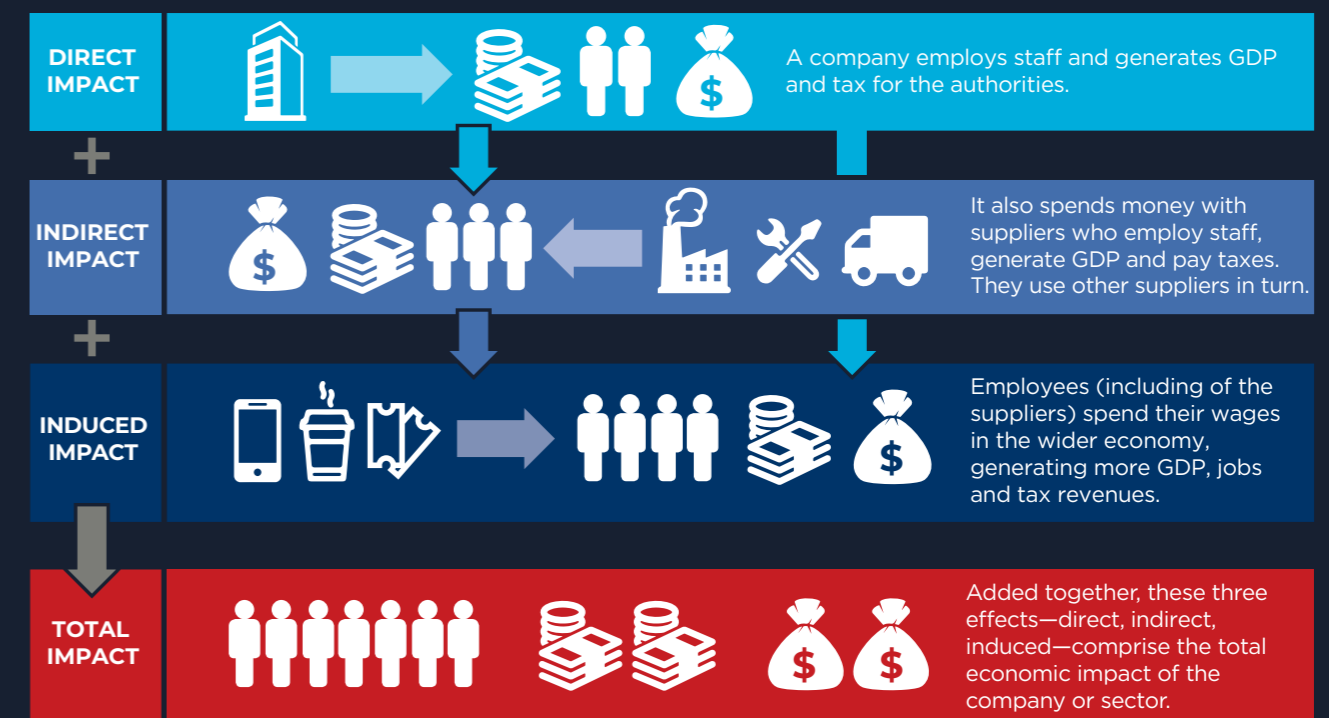 DIRECT
IMPACT
$
A company employs staff and generates GDP
and tax for the authorities.
+
INDIRECT
IMPACT
$
It also spends money with
suppliers who employ staff,
generate GDP and pay taxes.
They use other suppliers in turn.
+
INDUCED
IMPACT
$
Employees (including of the
suppliers) spend their wages
in the wider economy,
generating more GDP, jobs
and tax revenues.
TOTAL
IMPACT
$ $
Added together, these three
effects—direct, indirect,
induced—comprise the total
economic impact of the
company or sector.